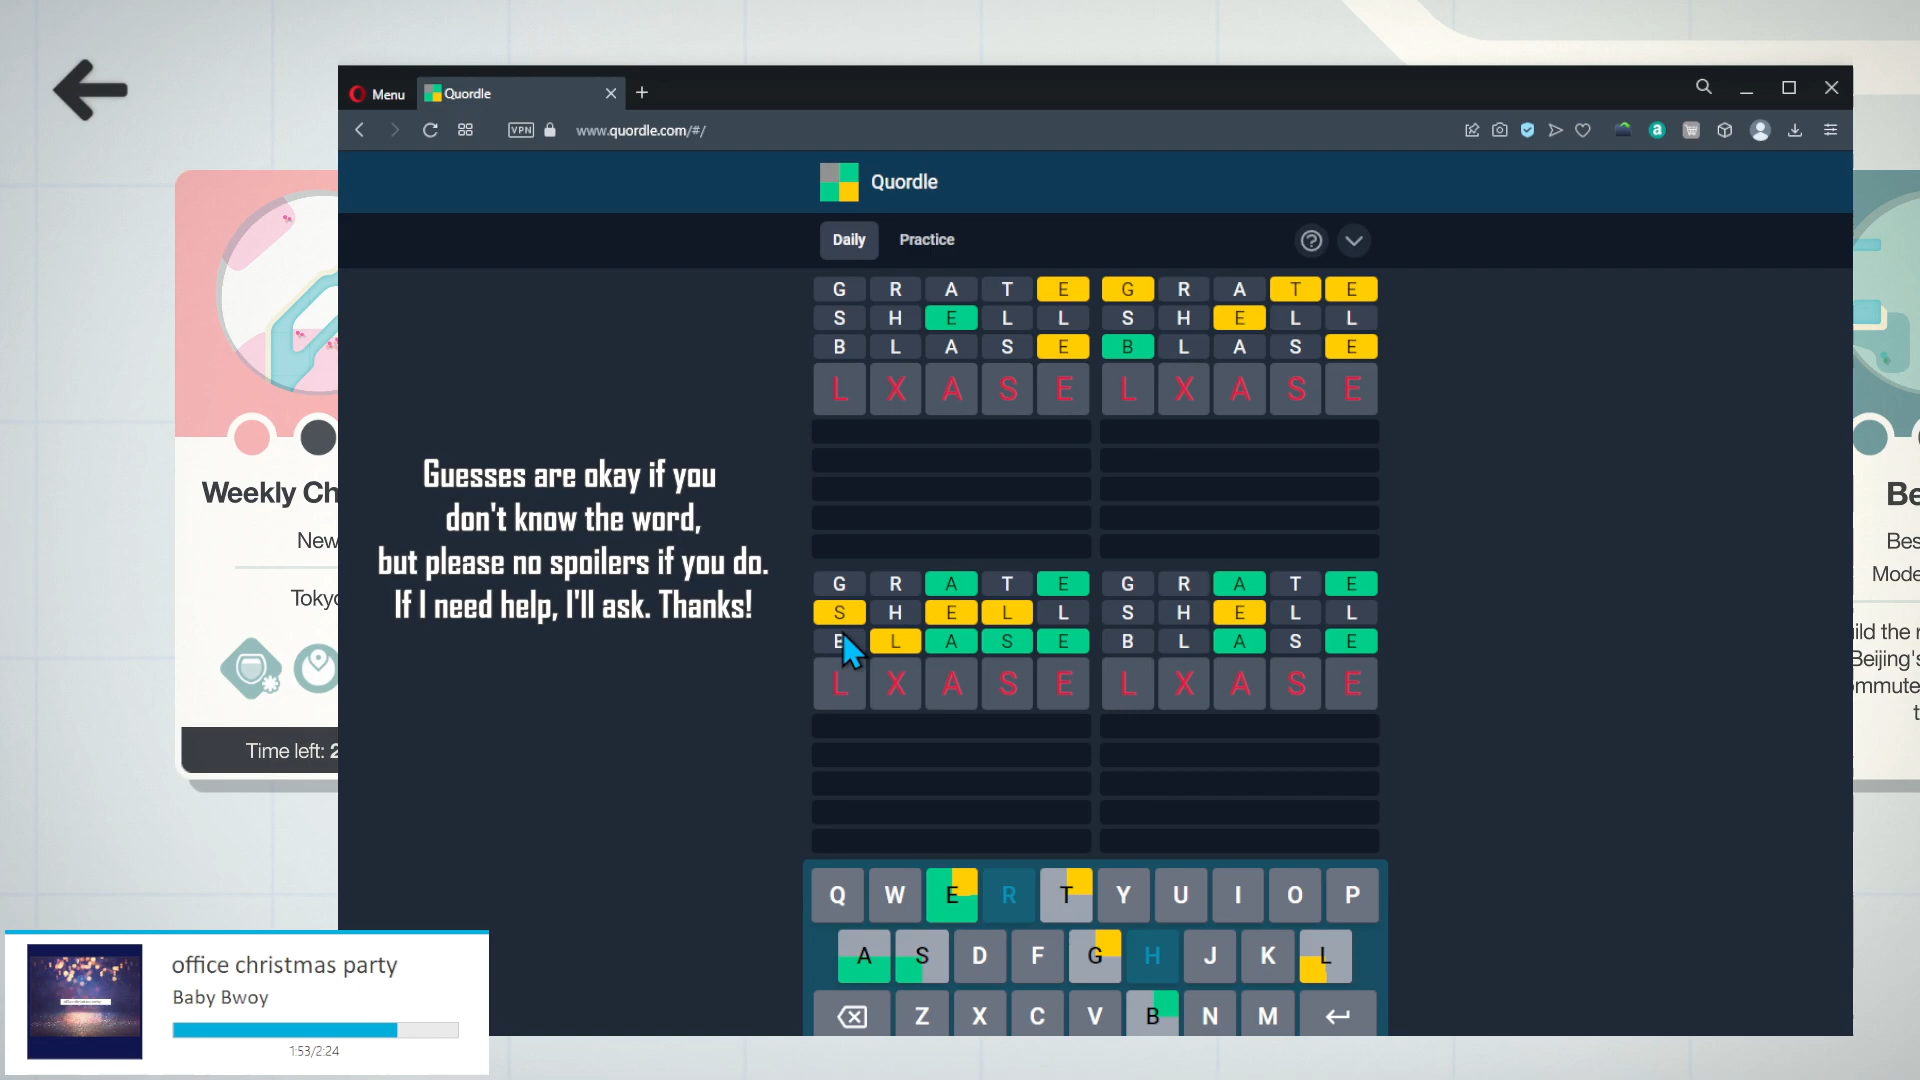 Menu
Quordle
VPN
www.quordle.com/#/
Quordle
Daily
Practice
G R A T E G R A T E
S H E L L S H E L L
B L A S E B L A S E
L X A S E L X A S E
Guesses are okay if you
don't know the word,
but please no spoilers if you do.
If I need help, I'll ask. Thanks!
G R A T E G R A T E
S H E L L S H E L L
B L A S E B L A S E
L X A S E L X A S E
Q W E R T Y U I O P
A S D F G H J K L
Z X C V B N M
Weekly Ch
New
Tokyo
Time left: 2
Be
Bes
Mode
ild the
Beijing's
mmute
t
office christmas party
Baby Bwoy
1:53/2:24